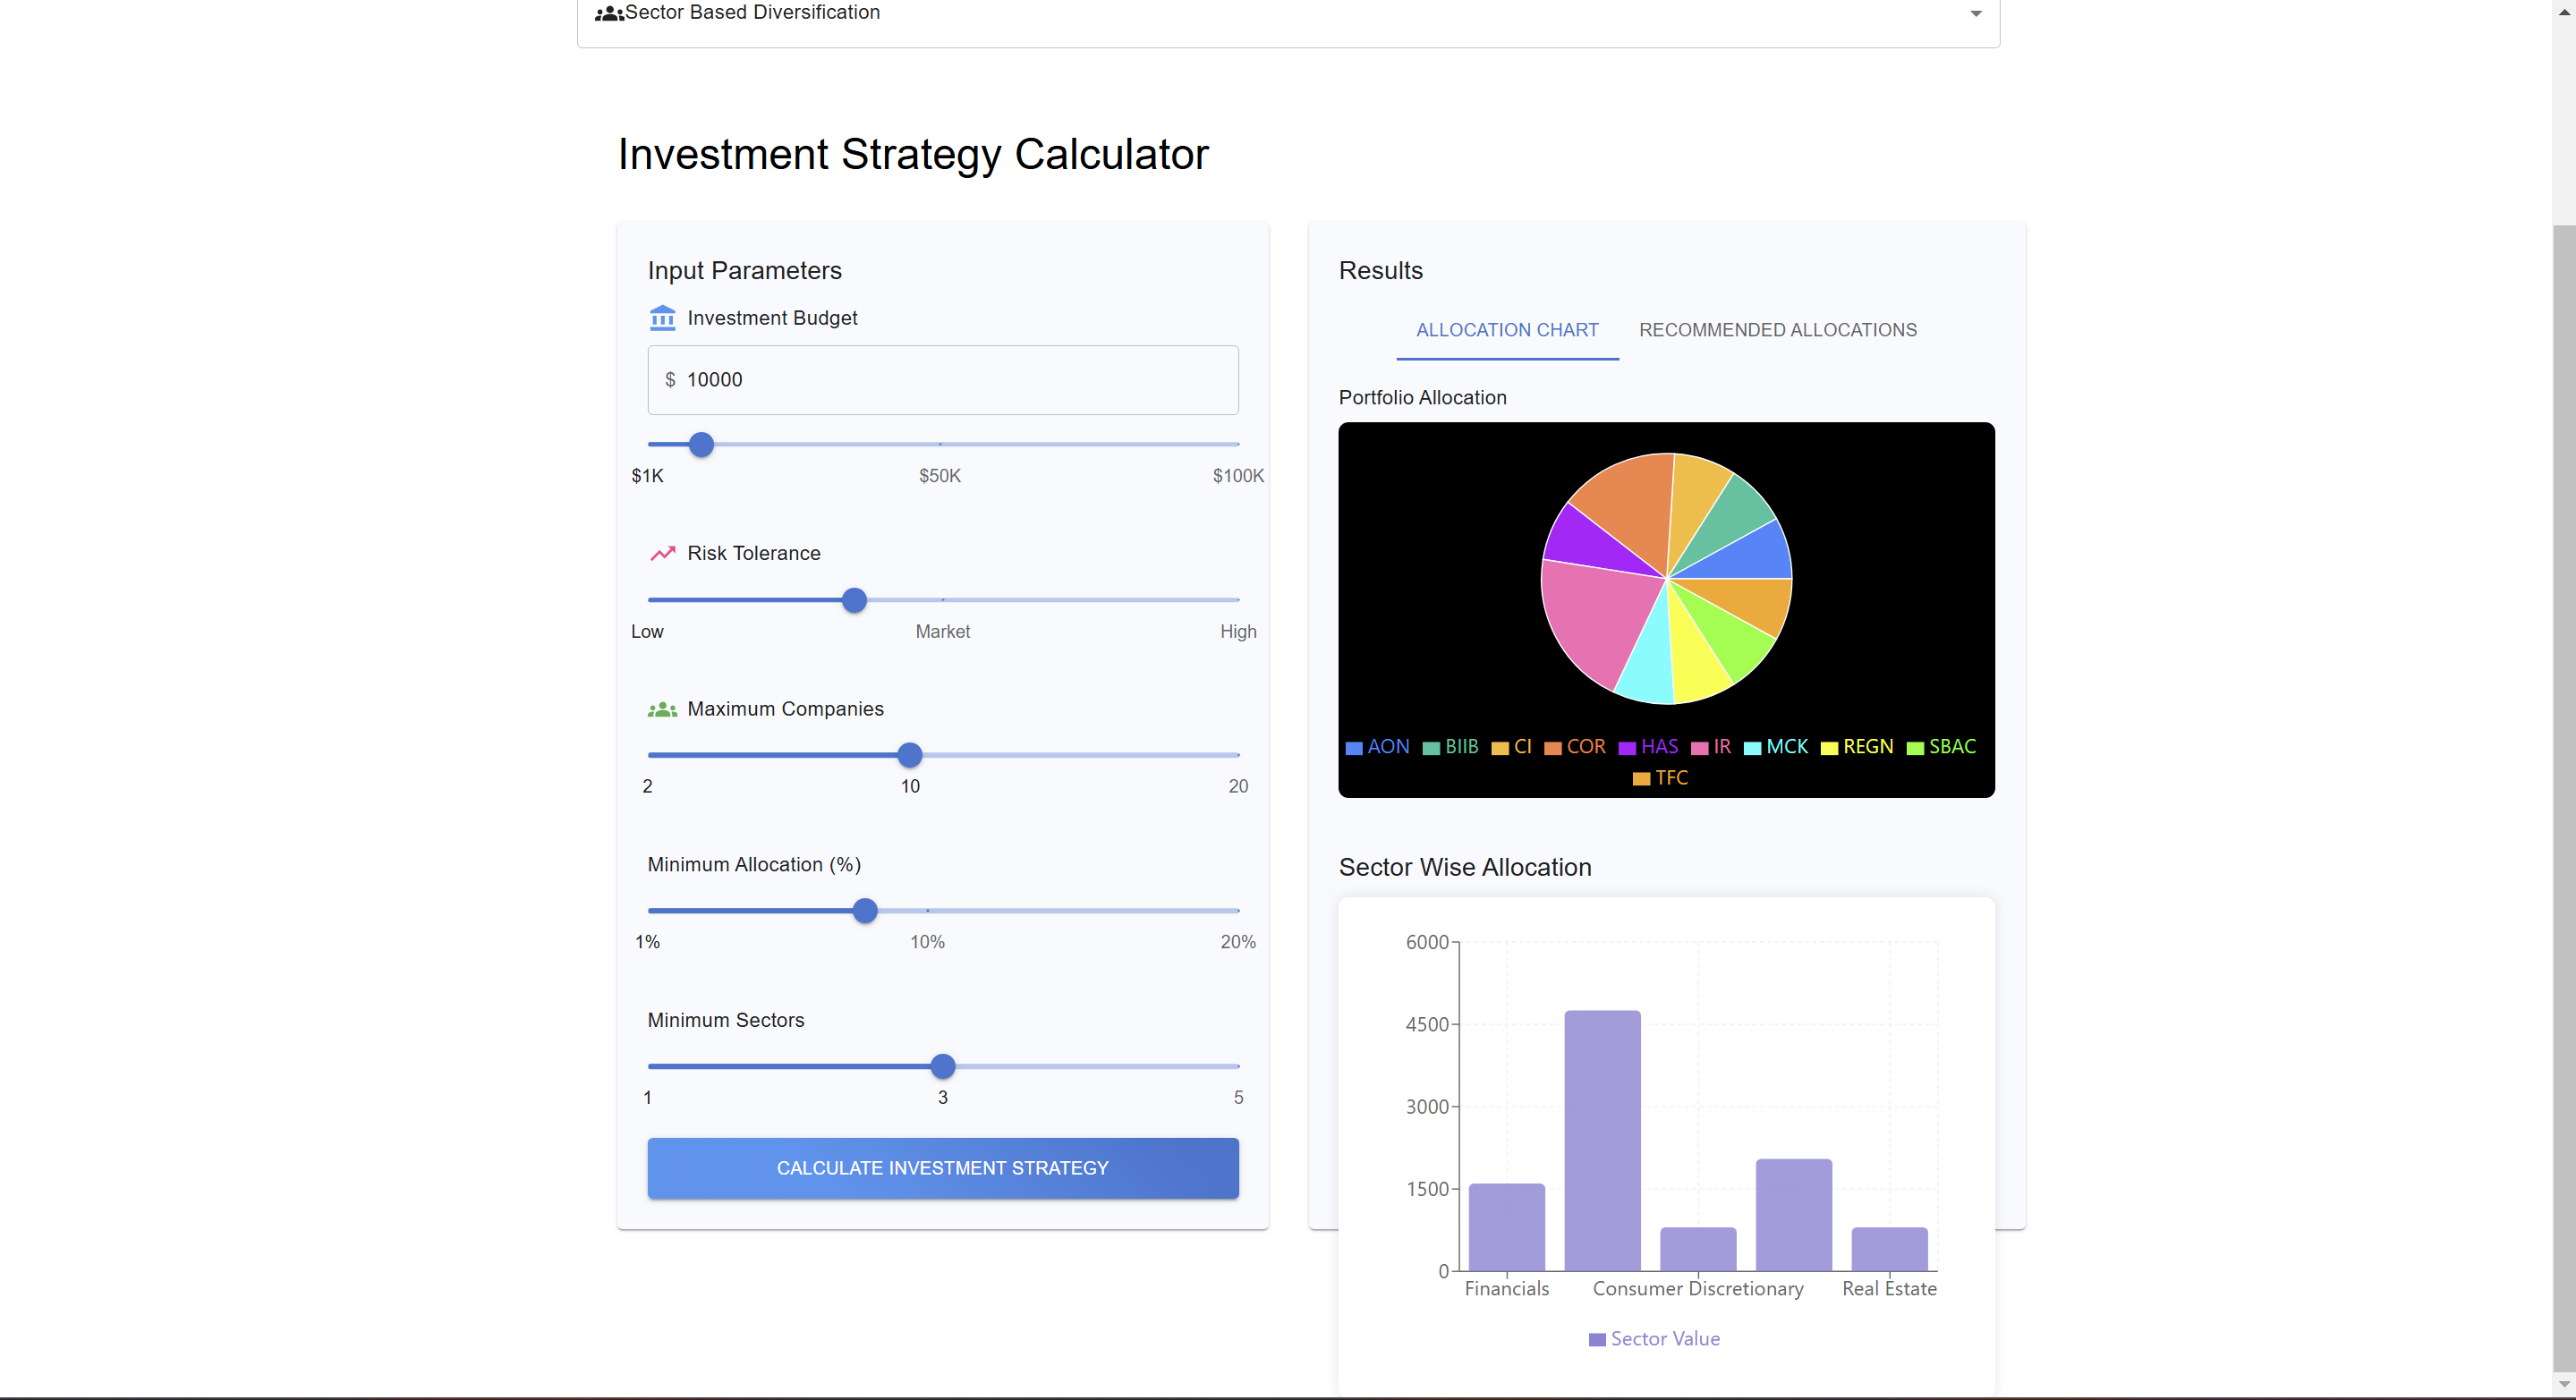 Sector Based Diversification
Investment Strategy Calculator
Input Parameters
Investment Budget
$ 10000
$1K $50K $100K
Risk Tolerance
Low Market High
Maximum Companies
2 10 20
Minimum Allocation (%)
1% 10% 20%
Minimum Sectors
1 3 5
CALCULATE INVESTMENT STRATEGY
Results
ALLOCATION CHART RECOMMENDED ALLOCATIONS
Portfolio Allocation
AON BIIB CI COR HAS IR MCK REGN SBAC
TFC
Sector Wise Allocation
6000
4500
3000
1500
0
Financials Consumer Discretionary Real Estate
Sector Value